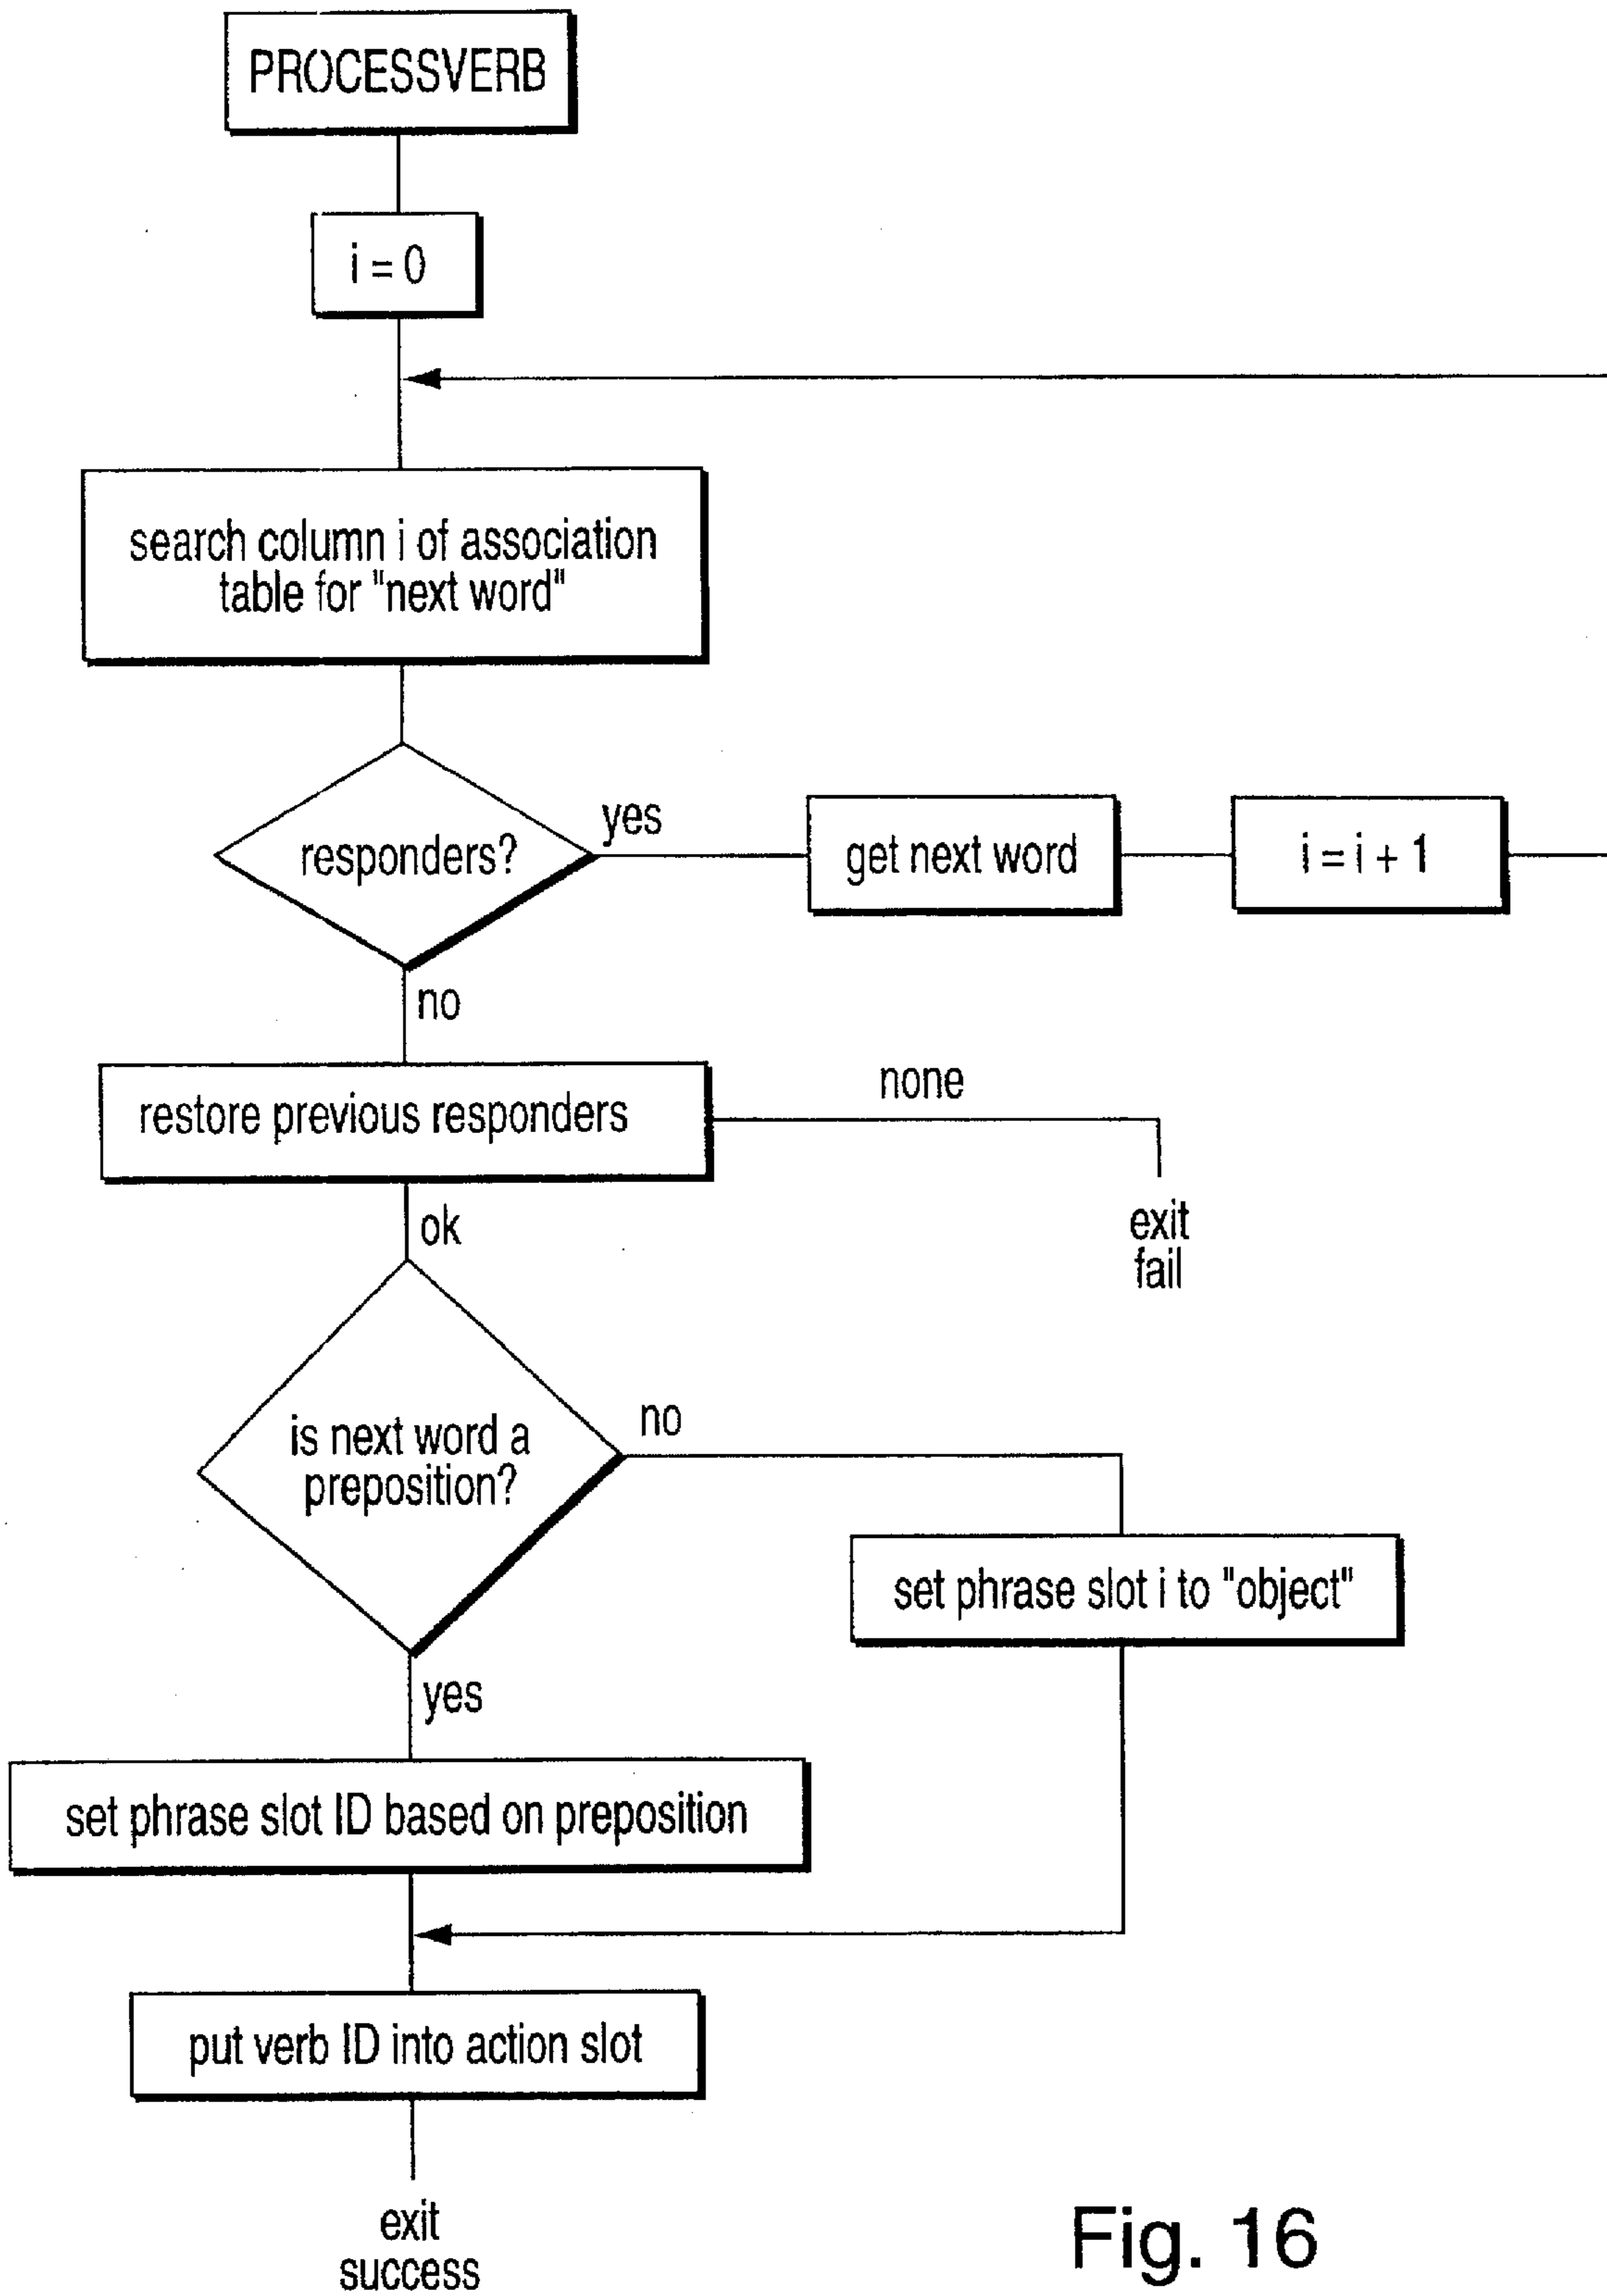 PROCESSVERB
i = 0
search column i of association
table for "next word"
responders?
yes
get next word
i = i + 1
no
restore previous responders
none
exit
fail
ok
is next word a
preposition?
no
set phrase slot i to "object"
yes
set phrase slot ID based on preposition
put verb ID into action slot
exit
success
Fig. 16